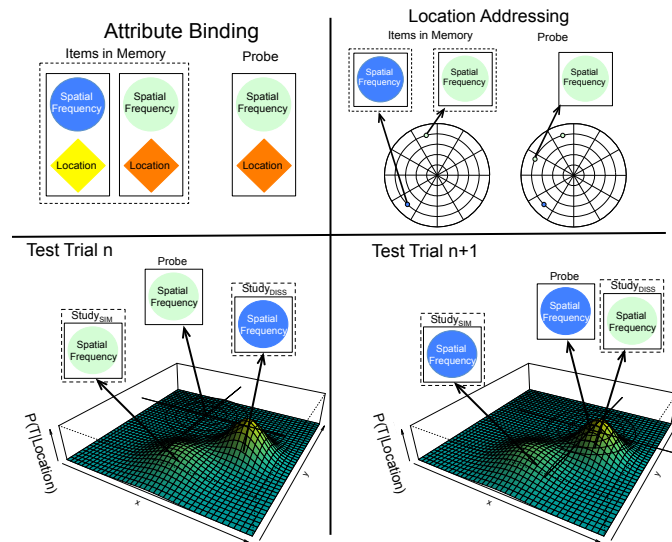 Attribute Binding
Items in Memory
Probe
Spatial
Frequency
Spatial
Frequency
Spatial
Frequency
Location
Location
Location
Location Addressing
Items in Memory
Probe
Spatial
Frequency
Spatial
Frequency
Spatial
Frequency
Test Trial n
Probe
Spatial
Frequency
StudyDISS
Spatial
Frequency
StudySIM
Spatial
Frequency
P(T|Location)
x
y
Test Trial n+1
Probe
Spatial
Frequency
StudyDISS
Spatial
Frequency
StudySIM
Spatial
Frequency
P(T|Location)
x
y